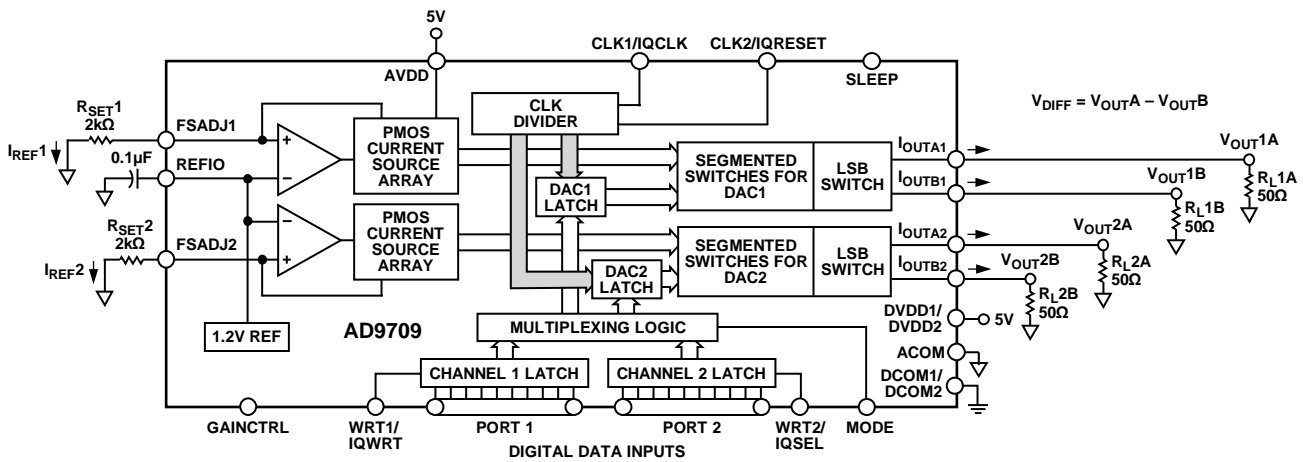 5V
CLK1/IQCLK
CLK2/IQRESET
AVDD
SLEEP
R_SET1
2kΩ
FSADJ1
I_REF1
0.1µF
REFIO
R_SET2
2kΩ
FSADJ2
I_REF2
+
–
–
+
PMOS
CURRENT
SOURCE
ARRAY
PMOS
CURRENT
SOURCE
ARRAY
1.2V REF
AD9709
CLK
DIVIDER
DAC1
LATCH
DAC2
LATCH
SEGMENTED
SWITCHES FOR
DAC1
LSB
SWITCH
SEGMENTED
SWITCHES FOR
DAC2
LSB
SWITCH
MULTIPLEXING LOGIC
CHANNEL 1 LATCH
CHANNEL 2 LATCH
V_DIFF = V_OUTA – V_OUTB
I_OUTA1
I_OUTB1
I_OUTA2
I_OUTB2
V_OUT1A
R_L1A
50Ω
V_OUT1B
R_L1B
50Ω
V_OUT2A
R_L2A
50Ω
V_OUT2B
R_L2B
50Ω
DVDD1/
DVDD2
5V
ACOM
DCOM1/
DCOM2
GAINCTRL
WRT1/
IQWRT
PORT 1
PORT 2
WRT2/
IQSEL
MODE
DIGITAL DATA INPUTS